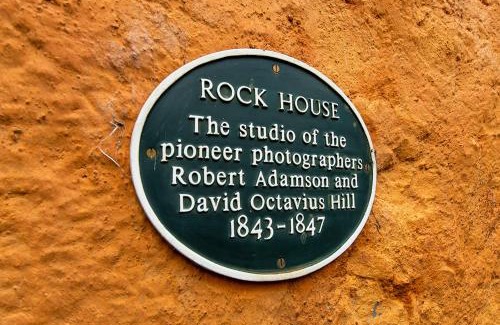 ROCK HOUSE
The studio of the
pioneer photographers
Robert Adamson and
David Octavius Hill
1843-1847